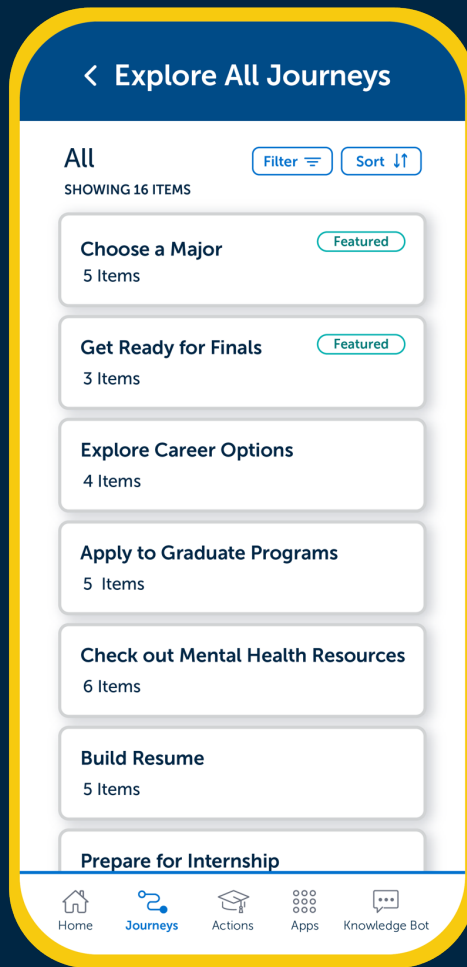 Explore All Journeys
All
Filter
Sort
SHOWING 16 ITEMS
Choose a Major
Featured
5 Items
Get Ready for Finals
Featured
3 Items
Explore Career Options
4 Items
Apply to Graduate Programs
5 Items
Check out Mental Health Resources
6 Items
Build Resume
5 Items
Prepare for Internship
Home
Journeys
Actions
Apps
Knowledge Bot